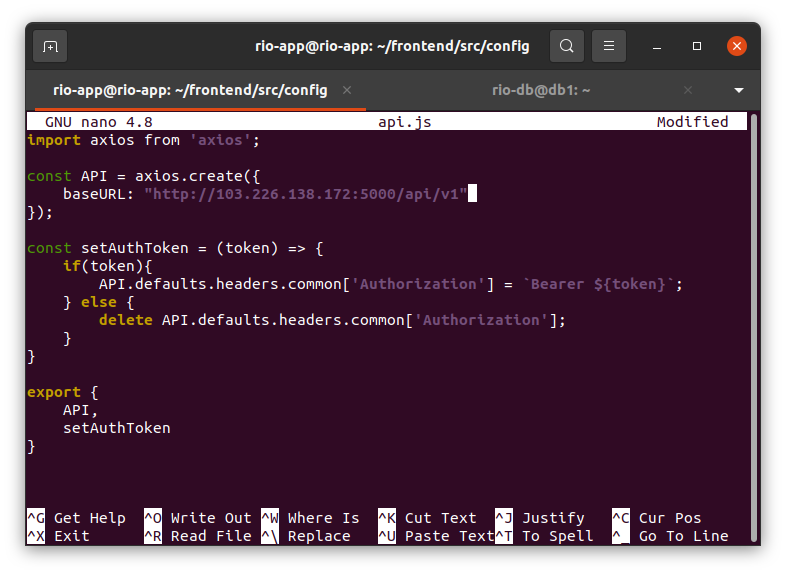 rio-app@rio-app: ~/frontend/src/config
rio-app@rio-app: ~/frontend/src/config
rio-db@db1: ~
GNU nano 4.8 api.js Modified
import axios from 'axios';
const API = axios.create({
    baseURL: "http://103.226.138.172:5000/api/v1"
});
const setAuthToken = (token) => {
    if(token){
        API.defaults.headers.common['Authorization'] = `Bearer ${token}`;
    } else {
        delete API.defaults.headers.common['Authorization'];
    }
}
export {
    API,
    setAuthToken
}
^G Get Help ^O Write Out ^W Where Is ^K Cut Text ^J Justify ^C Cur Pos
^X Exit ^R Read File ^\ Replace ^U Paste Text ^T To Spell ^_ Go To Line